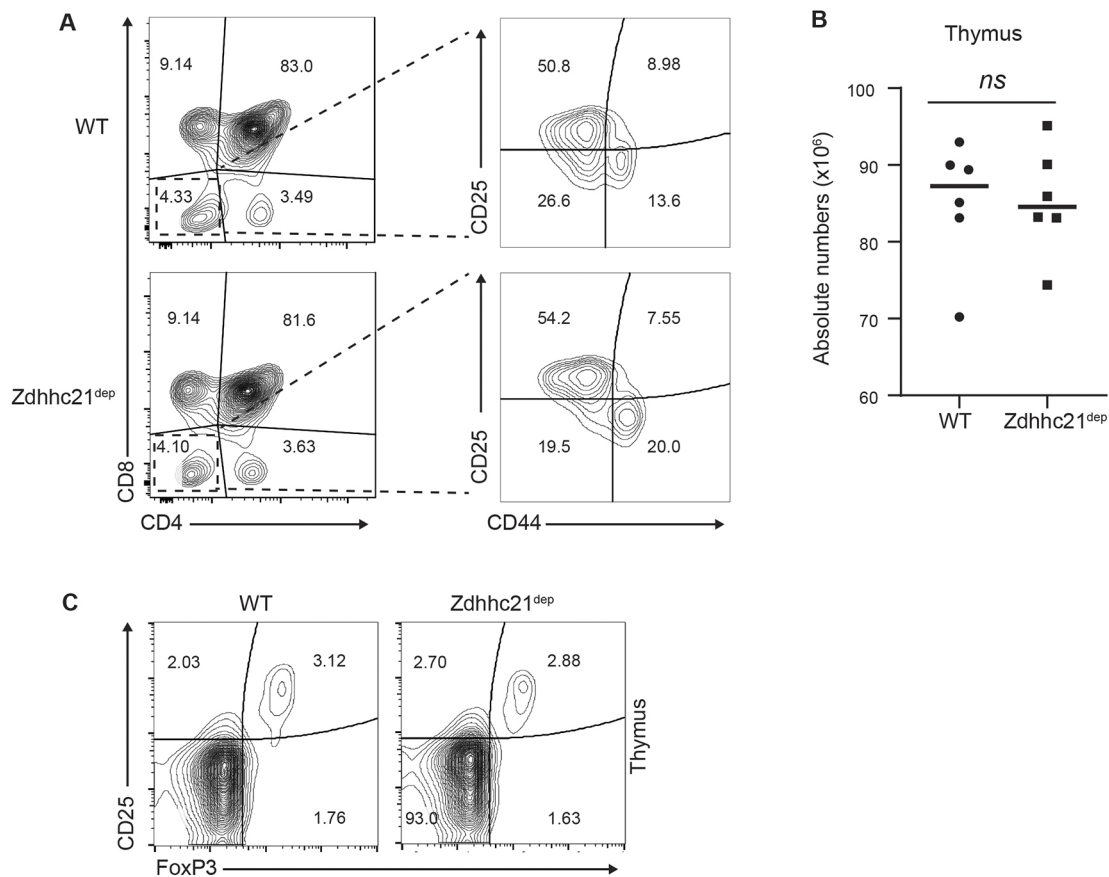 A
WT
9.14 83.0
4.33 3.49
CD25
50.8 8.98
26.6 13.6
Zdhhc21dep
CD8
9.14 81.6
4.10 3.63
CD4
CD25
54.2 7.55
19.5 20.0
CD44
B
Thymus
ns
Absolute numbers (x10⁶)
100
90
80
70
60
WT Zdhhc21dep
C
WT Zdhhc21dep
CD25
2.03 3.12
1.76
2.70 2.88
93.0 1.63
Thymus
FoxP3